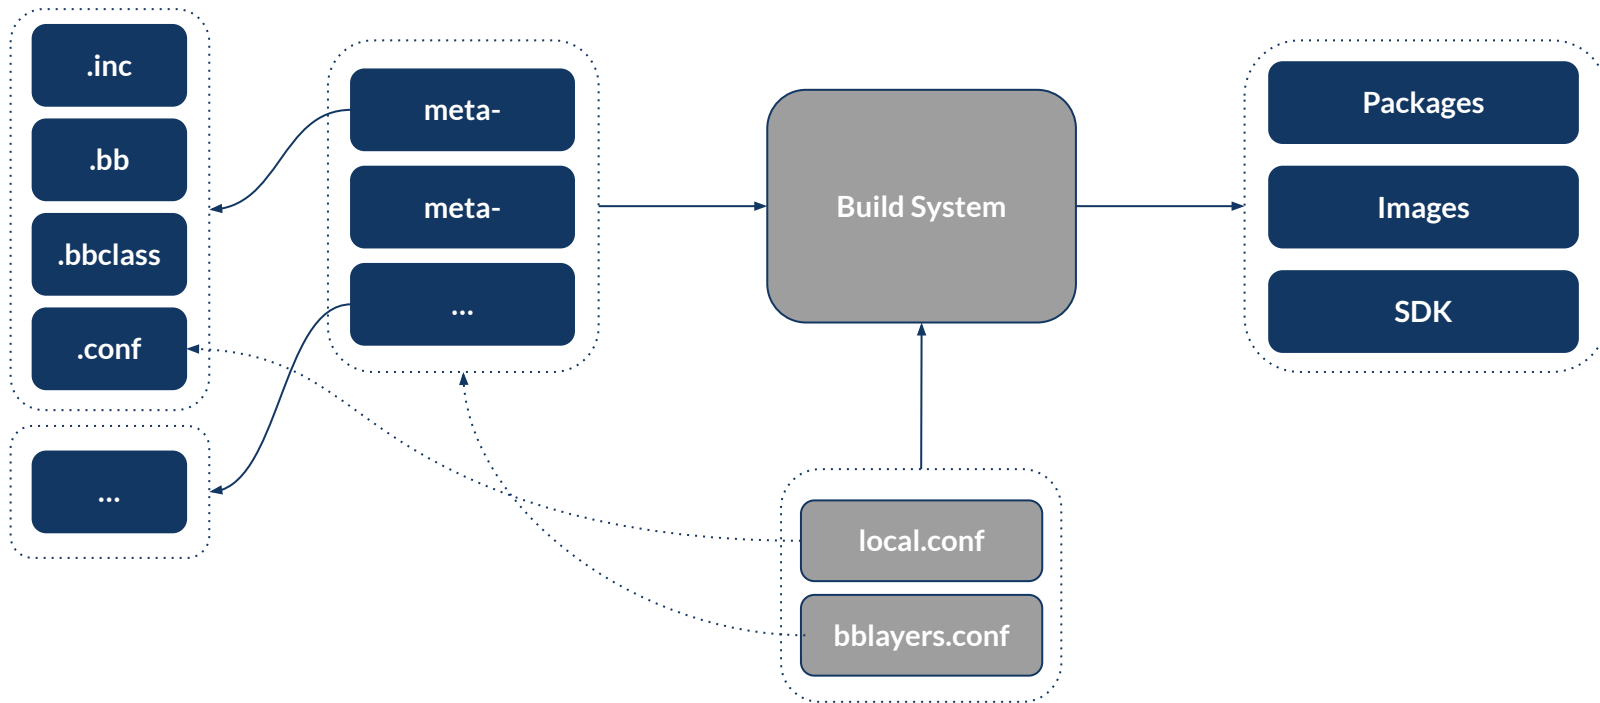 .inc
.bb
.bbclass
.conf
...
meta-
meta-
...
Build System
local.conf
bblayers.conf
Packages
Images
SDK